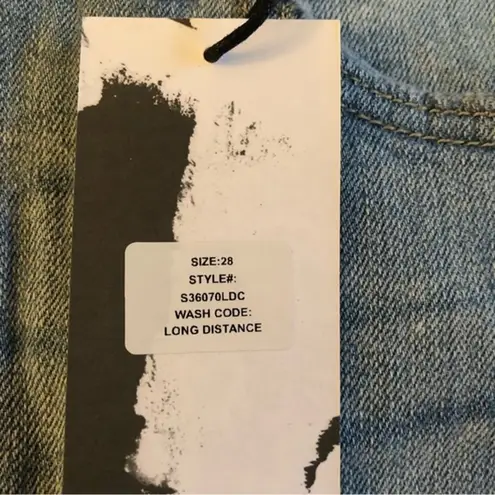 SIZE:28
STYLE#:
S36070LDC
WASH CODE:
LONG DISTANCE